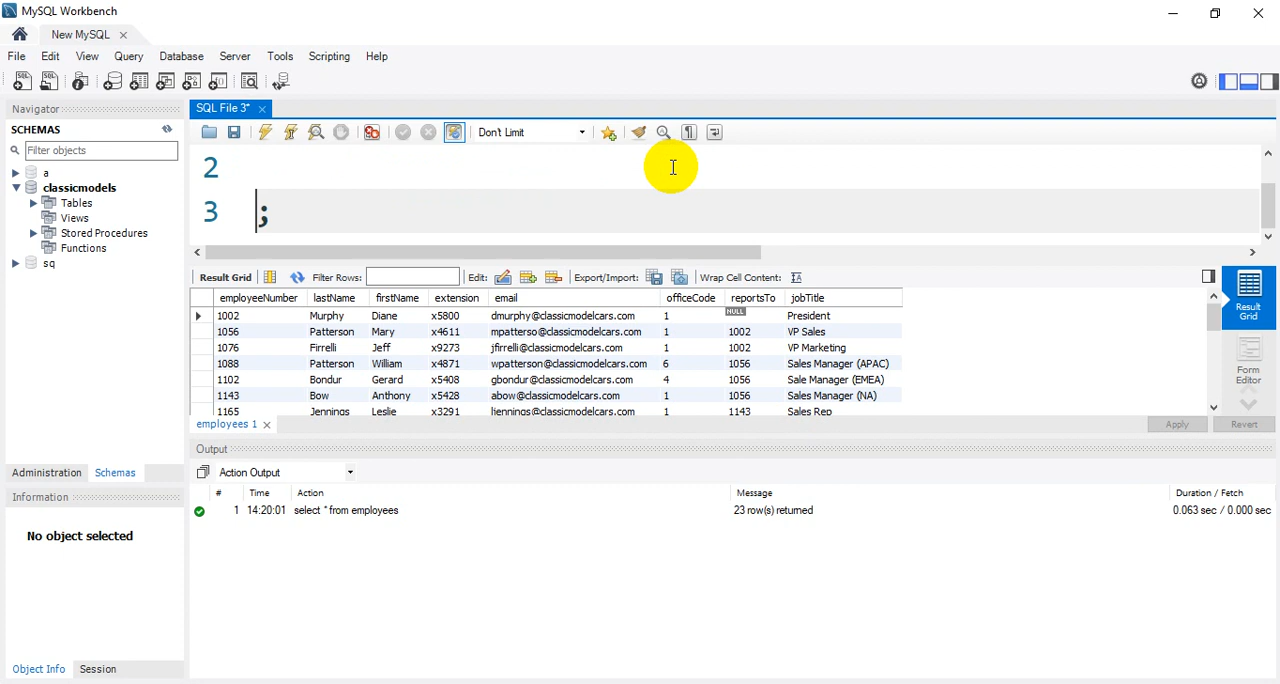 MySQL Workbench
New MySQL
File Edit View Query Database Server Tools Scripting Help
Navigator
SCHEMAS
Filter objects
a
classicmodels
Tables
Views
Stored Procedures
Functions
sq
Administration Schemas
Information
No object selected
Object Info Session
SQL File 3*
Don't Limit
2
3 ;
Result Grid Filter Rows: Edit: Export/Import: Wrap Cell Content:
employeeNumber lastName firstName extension email officeCode reportsTo jobTitle
1002 Murphy Diane x5800 dmurphy@classicmodelcars.com 1 NULL President
1056 Patterson Mary x4611 mpatterso@classicmodelcars.com 1 1002 VP Sales
1076 Firrelli Jeff x9273 jfirrelli@classicmodelcars.com 1 1002 VP Marketing
1088 Patterson William x4871 wpatterson@classicmodelcars.com 6 1056 Sales Manager (APAC)
1102 Bondur Gerard x5408 gbondur@classicmodelcars.com 4 1056 Sale Manager (EMEA)
1143 Bow Anthony x5428 abow@classicmodelcars.com 1 1056 Sales Manager (NA)
1165 Jennings Leslie x3291 ljennings@classicmodelcars.com 1 1143 Sales Rep
Result
Grid
Form
Editor
employees 1
Apply Revert
Output
Action Output
# Time Action Message Duration / Fetch
1 14:20:01 select * from employees 23 row(s) returned 0.063 sec / 0.000 sec